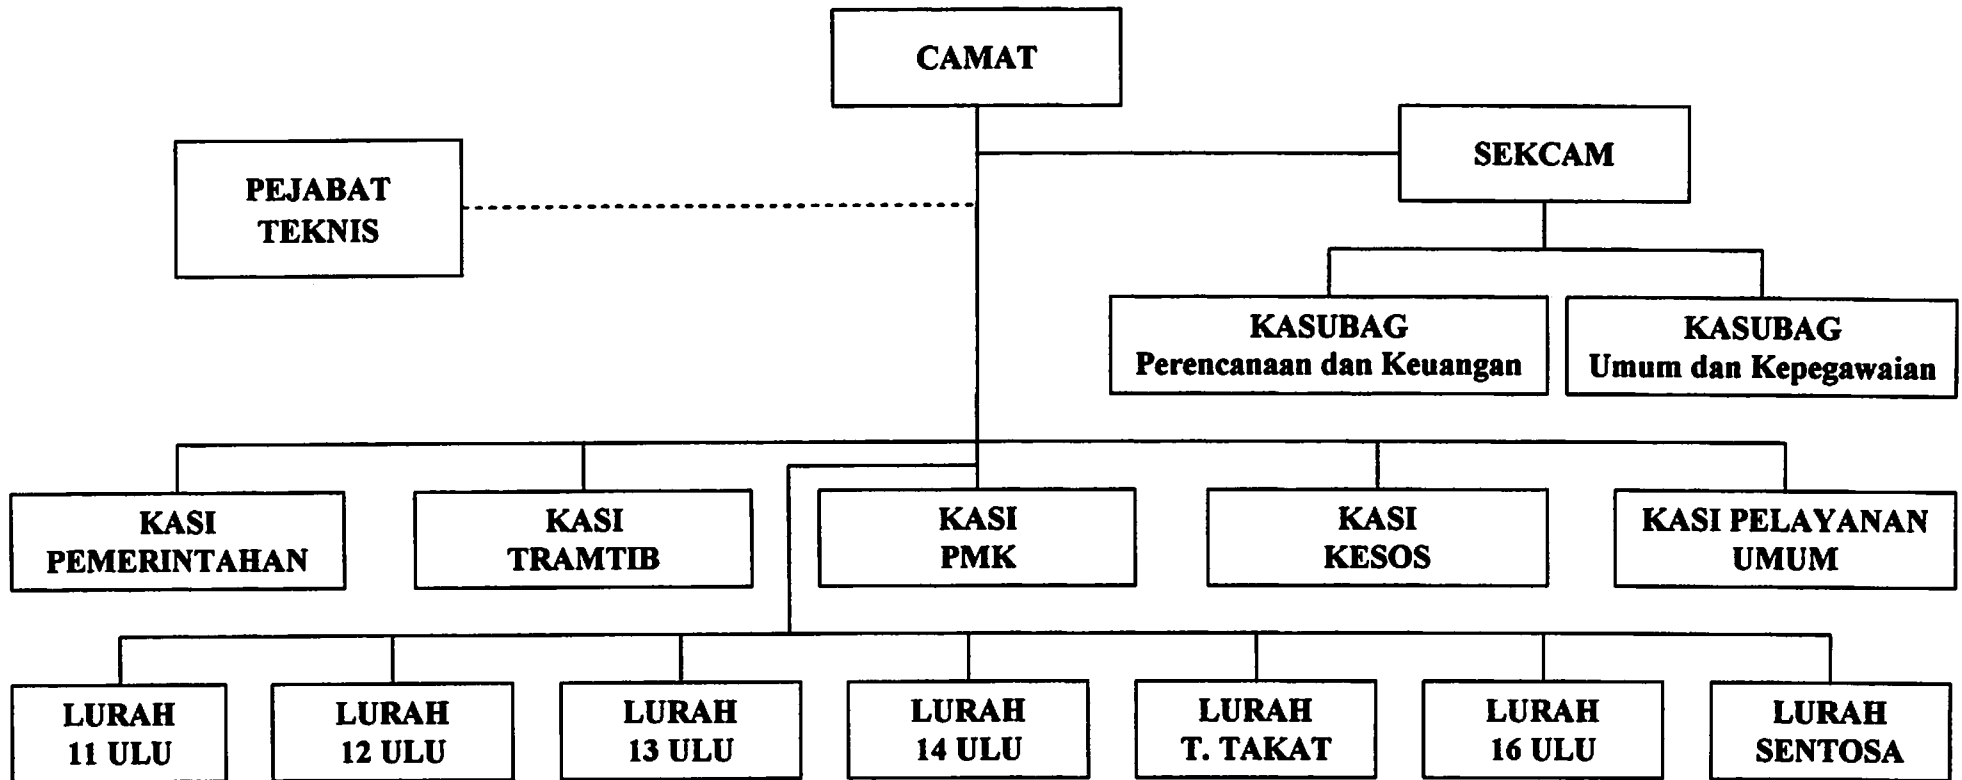 CAMAT
SEKCAM
PEJABAT
TEKNIS
KASUBAG
Perencanaan dan Keuangan
KASUBAG
Umum dan Kepegawaian
KASI
PEMERINTAHAN
KASI
TRAMTIB
KASI
PMK
KASI
KESOS
KASI PELAYANAN
UMUM
LURAH
11 ULU
LURAH
12 ULU
LURAH
13 ULU
LURAH
14 ULU
LURAH
T. TAKAT
LURAH
16 ULU
LURAH
SENTOSA